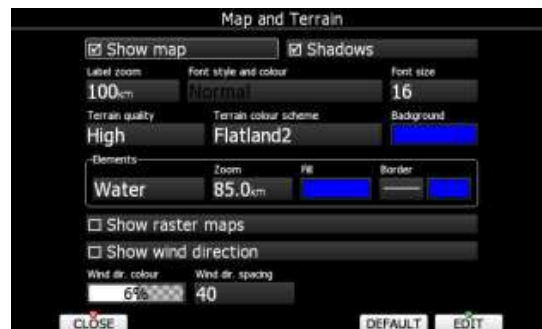 Map and Terrain
Show map Shadows
Label zoom Font style and colour Font size
100km Normal 16
Terrain quality Terrain colour scheme Background
High Flatland2
Elements
Zoom Fill Border
Water 85.0km
Show raster maps
Show wind direction
Wind dir. colour Wind dir. spacing
6% 40
CLOSE DEFAULT EDIT